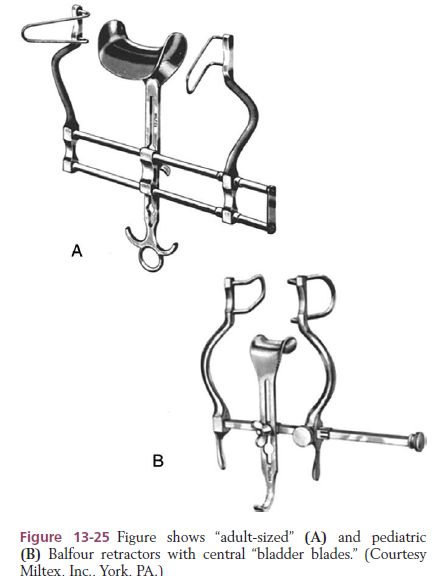 A
B
Figure 13-25 Figure shows “adult-sized” (A) and pediatric
(B) Balfour retractors with central “bladder blades.” (Courtesy
Miltex, Inc., York, PA.)